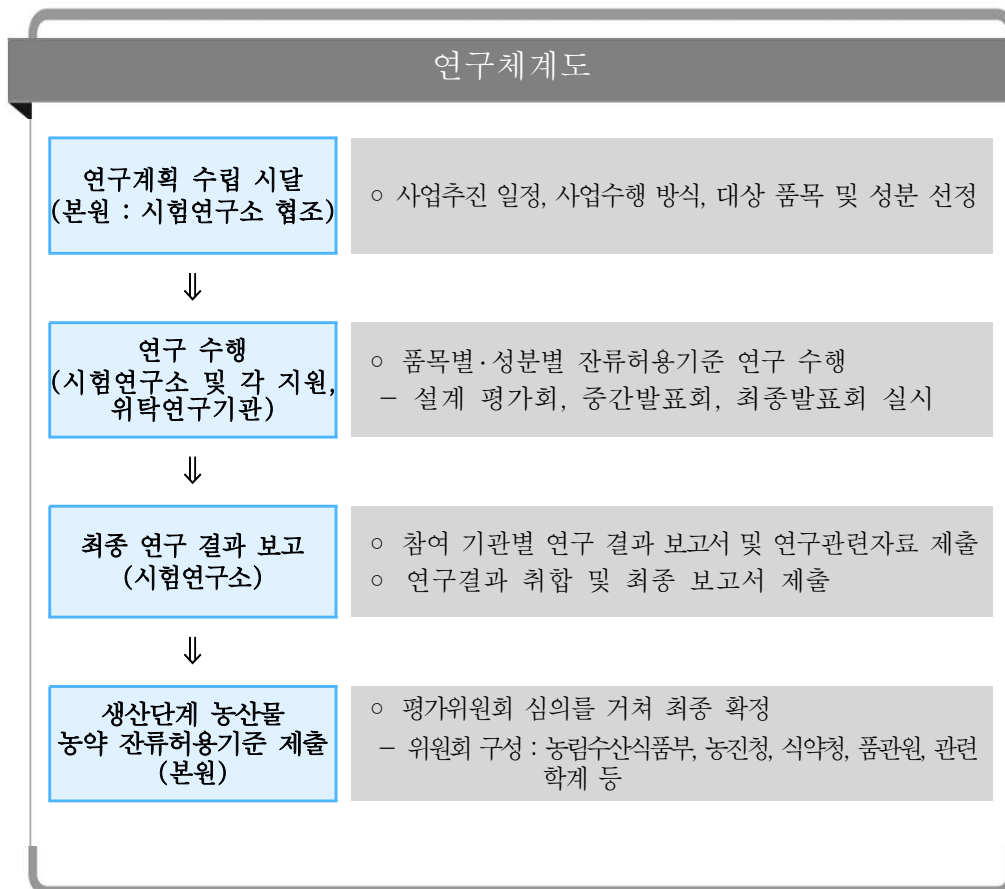 연구체계도
연구계획 수립 시달
(본원 : 시험연구소 협조)
○ 사업추진 일정, 사업수행 방식, 대상 품목 및 성분 선정
⇓
연구 수행
(시험연구소 및 각 지원,
위탁연구기관)
○ 품목별·성분별 잔류허용기준 연구 수행
- 설계 평가회, 중간발표회, 최종발표회 실시
⇓
최종 연구 결과 보고
(시험연구소)
○ 참여 기관별 연구 결과 보고서 및 연구관련자료 제출
○ 연구결과 취합 및 최종 보고서 제출
⇓
생산단계 농산물
농약 잔류허용기준 제출
(본원)
○ 평가위원회 심의를 거쳐 최종 확정
- 위원회 구성 : 농림수산식품부, 농진청, 식약청, 품관원, 관련
학계 등